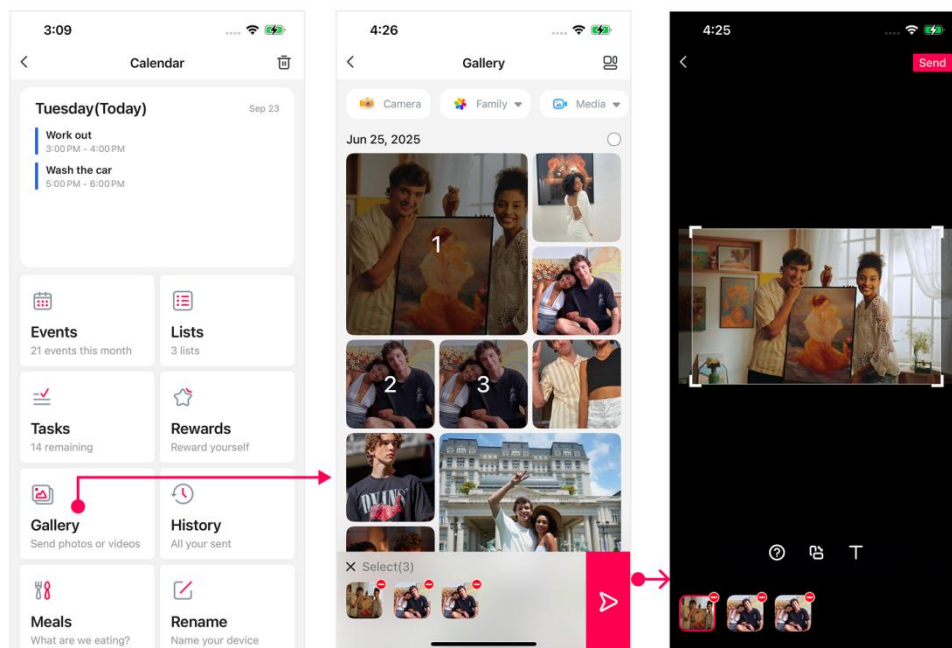 3:09
Calendar
Tuesday(Today)
Sep 23
Work out
3:00 PM - 4:00 PM
Wash the car
5:00 PM - 6:00 PM
Events
21 events this month
Lists
3 lists
Tasks
14 remaining
Rewards
Reward yourself
Gallery
Send photos or videos
History
All your sent
Meals
What are we eating?
Rename
Name your device
4:26
Gallery
Camera
Family
Media
Jun 25, 2025
1
2
3
Select(3)
4:25
Send
T